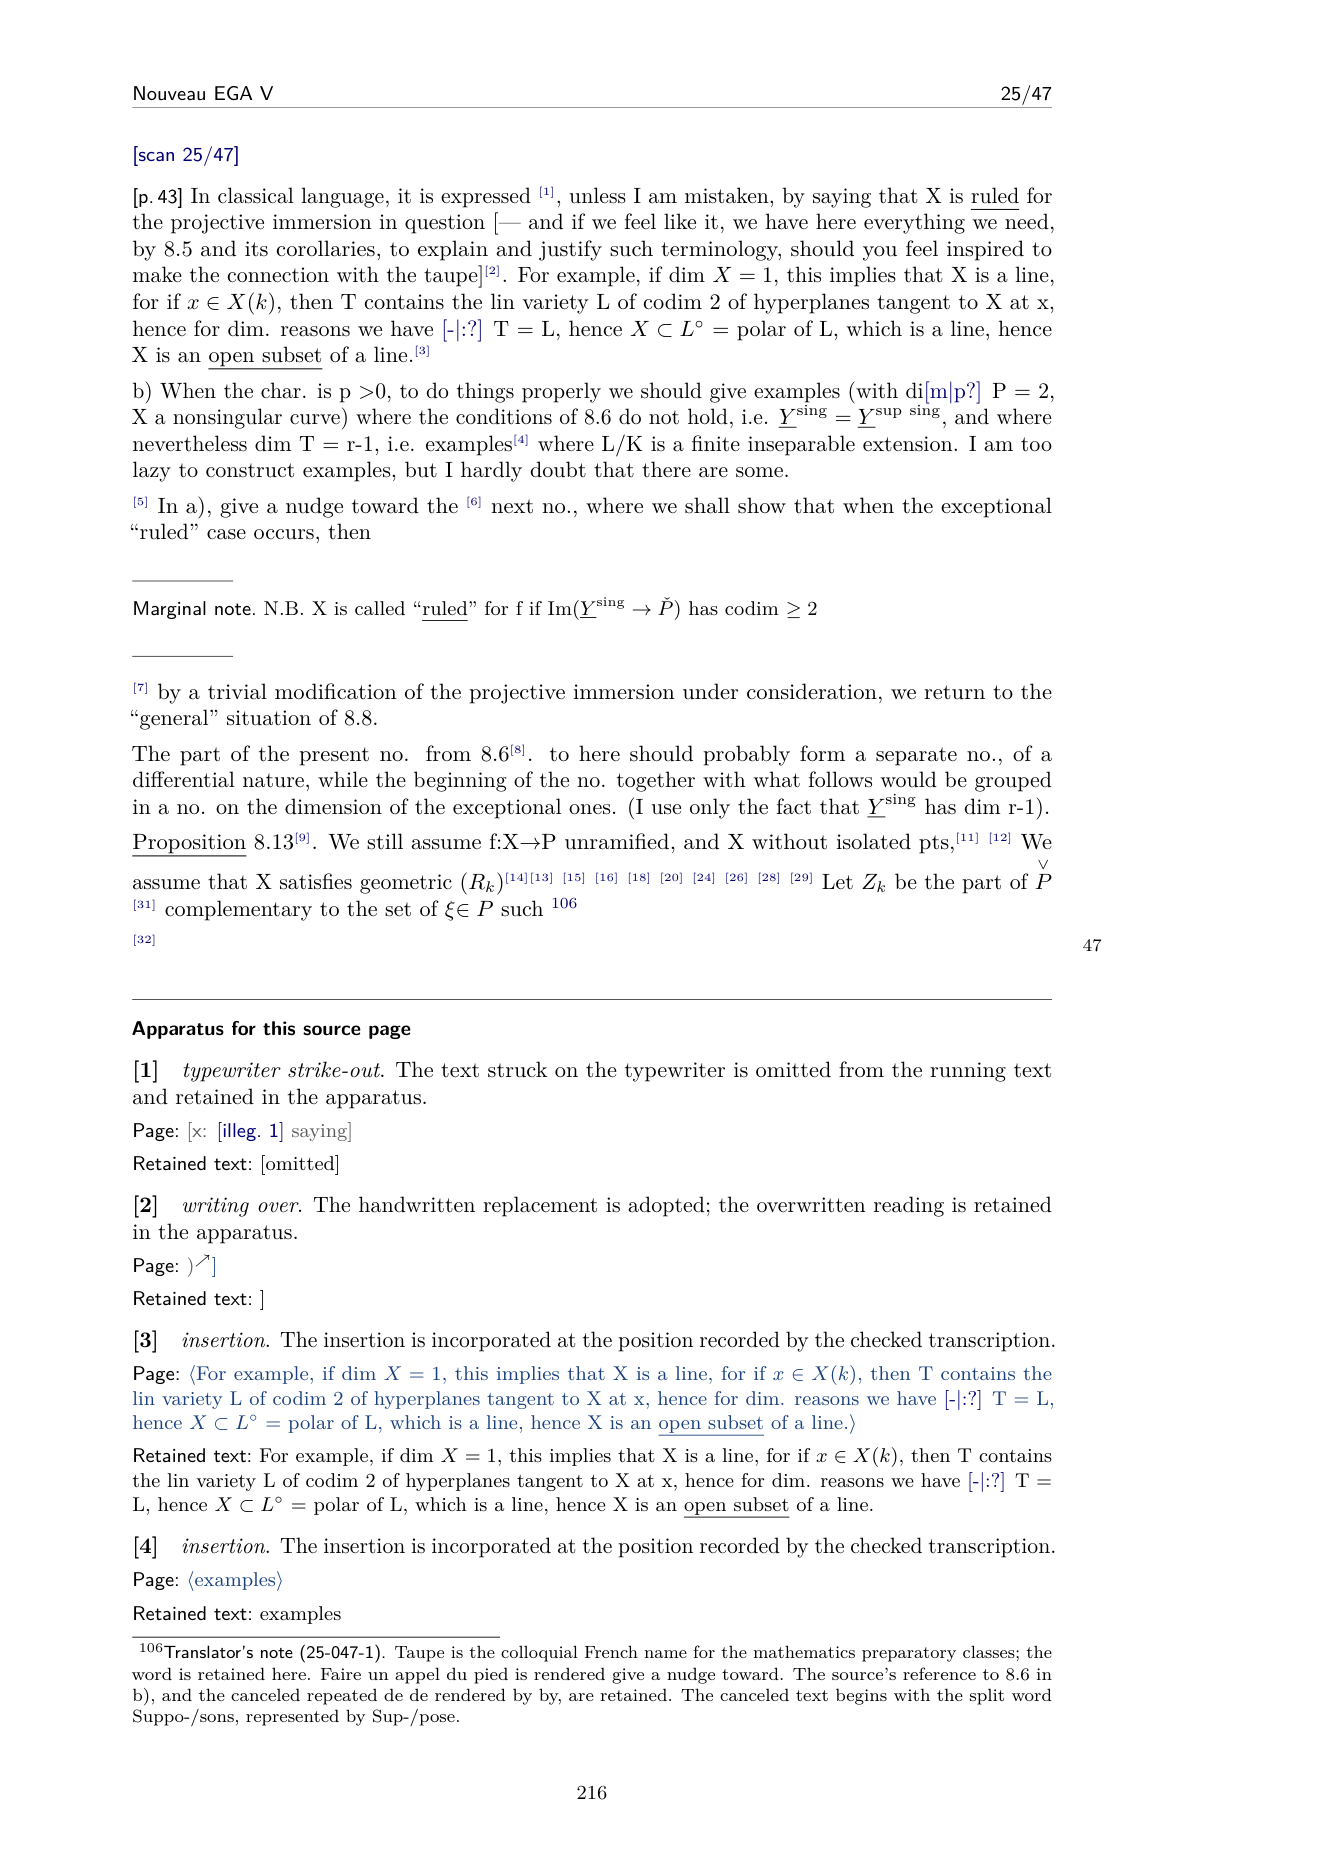 Nouveau EGA V 25/47
[scan 25/47]
[p. 43] In classical language, it is expressed [1], unless I am mistaken, by saying that X is ruled for
the projective immersion in question [— and if we feel like it, we have here everything we need,
by 8.5 and its corollaries, to explain and justify such terminology, should you feel inspired to
make the connection with the taupe][2]. For example, if dim X = 1, this implies that X is a line,
for if x ∈ X(k), then T contains the lin variety L of codim 2 of hyperplanes tangent to X at x,
hence for dim. reasons we have [-|:?] T = L, hence X ⊂ L° = polar of L, which is a line, hence
X is an open subset of a line.[3]
b) When the char. is p >0, to do things properly we should give examples (with di[m|p?] P = 2,
X a nonsingular curve) where the conditions of 8.6 do not hold, i.e. Y^sing = Y^sup sing, and where
nevertheless dim T = r-1, i.e. examples[4] where L/K is a finite inseparable extension. I am too
lazy to construct examples, but I hardly doubt that there are some.
[5] In a), give a nudge toward the [6] next no., where we shall show that when the exceptional
“ruled” case occurs, then
Marginal note. N.B. X is called “ruled” for f if Im(Y^sing → P̌) has codim ≥ 2
[7] by a trivial modification of the projective immersion under consideration, we return to the
“general” situation of 8.8.
The part of the present no. from 8.6[8]. to here should probably form a separate no., of a
differential nature, while the beginning of the no. together with what follows would be grouped
in a no. on the dimension of the exceptional ones. (I use only the fact that Y^sing has dim r-1).
Proposition 8.13[9]. We still assume f:X→P unramified, and X without isolated pts,[11] [12] We
assume that X satisfies geometric (R_k)[14][13] [15] [16] [18] [20] [24] [26] [28] [29] Let Z_k be the part of P̌
[31] complementary to the set of ξ∈ P such 106
[32]
47
Apparatus for this source page
[1] typewriter strike-out. The text struck on the typewriter is omitted from the running text
and retained in the apparatus.
Page: [x: [illeg. 1] saying]
Retained text: [omitted]
[2] writing over. The handwritten replacement is adopted; the overwritten reading is retained
in the apparatus.
Page: )↗]
Retained text: ]
[3] insertion. The insertion is incorporated at the position recorded by the checked transcription.
Page: ⟨For example, if dim X = 1, this implies that X is a line, for if x ∈ X(k), then T contains the
lin variety L of codim 2 of hyperplanes tangent to X at x, hence for dim. reasons we have [-|:?] T = L,
hence X ⊂ L° = polar of L, which is a line, hence X is an open subset of a line.⟩
Retained text: For example, if dim X = 1, this implies that X is a line, for if x ∈ X(k), then T contains
the lin variety L of codim 2 of hyperplanes tangent to X at x, hence for dim. reasons we have [-|:?] T =
L, hence X ⊂ L° = polar of L, which is a line, hence X is an open subset of a line.
[4] insertion. The insertion is incorporated at the position recorded by the checked transcription.
Page: ⟨examples⟩
Retained text: examples
106Translator's note (25-047-1). Taupe is the colloquial French name for the mathematics preparatory classes; the
word is retained here. Faire un appel du pied is rendered give a nudge toward. The source's reference to 8.6 in
b), and the canceled repeated de de rendered by by, are retained. The canceled text begins with the split word
Suppo-/sons, represented by Sup-/pose.
216